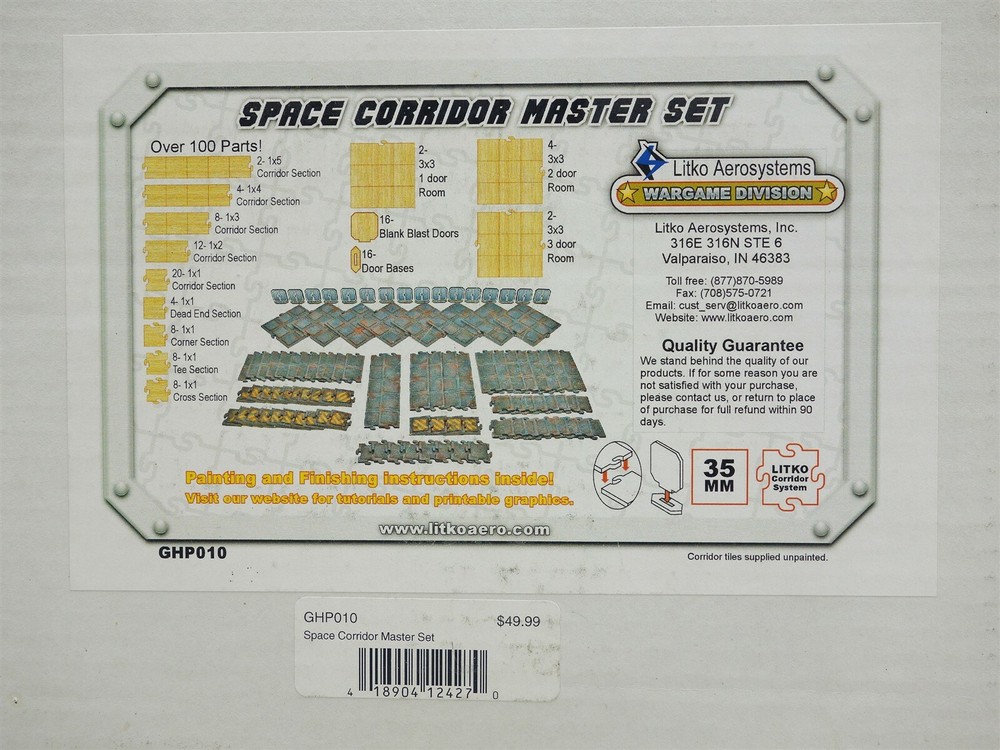 SPACE CORRIDOR MASTER SET
Over 100 Parts!
2- 1x5
Corridor Section
4- 1x4
Corridor Section
8- 1x3
Corridor Section
12- 1x2
Corridor Section
20- 1x1
Corridor Section
4- 1x1
Dead End Section
8- 1x1
Corner Section
8- 1x1
Tee Section
8- 1x1
Cross Section
2-
3x3
1 door
Room
16-
Blank Blast Doors
16-
Door Bases
4-
3x3
2 door
Room
2-
3x3
3 door
Room
Litko Aerosystems
WARGAME DIVISION
Litko Aerosystems, Inc.
316E 316N STE 6
Valparaiso, IN 46383
Toll free: (877)870-5989
Fax: (708)575-0721
Email: cust_serv@litkoaero.com
Website: www.litkoaero.com
Quality Guarantee
We stand behind the quality of our
products. If for some reason you are
not satisfied with your purchase,
please contact us, or return to place
of purchase for full refund within 90
days.
35
MM
LITKO
Corridor
System
Painting and Finishing instructions inside!
Visit our website for tutorials and printable graphics.
www.litkoaero.com
GHP010
Corridor tiles supplied unpainted.
GHP010
$49.99
Space Corridor Master Set
4 18904 12427 0